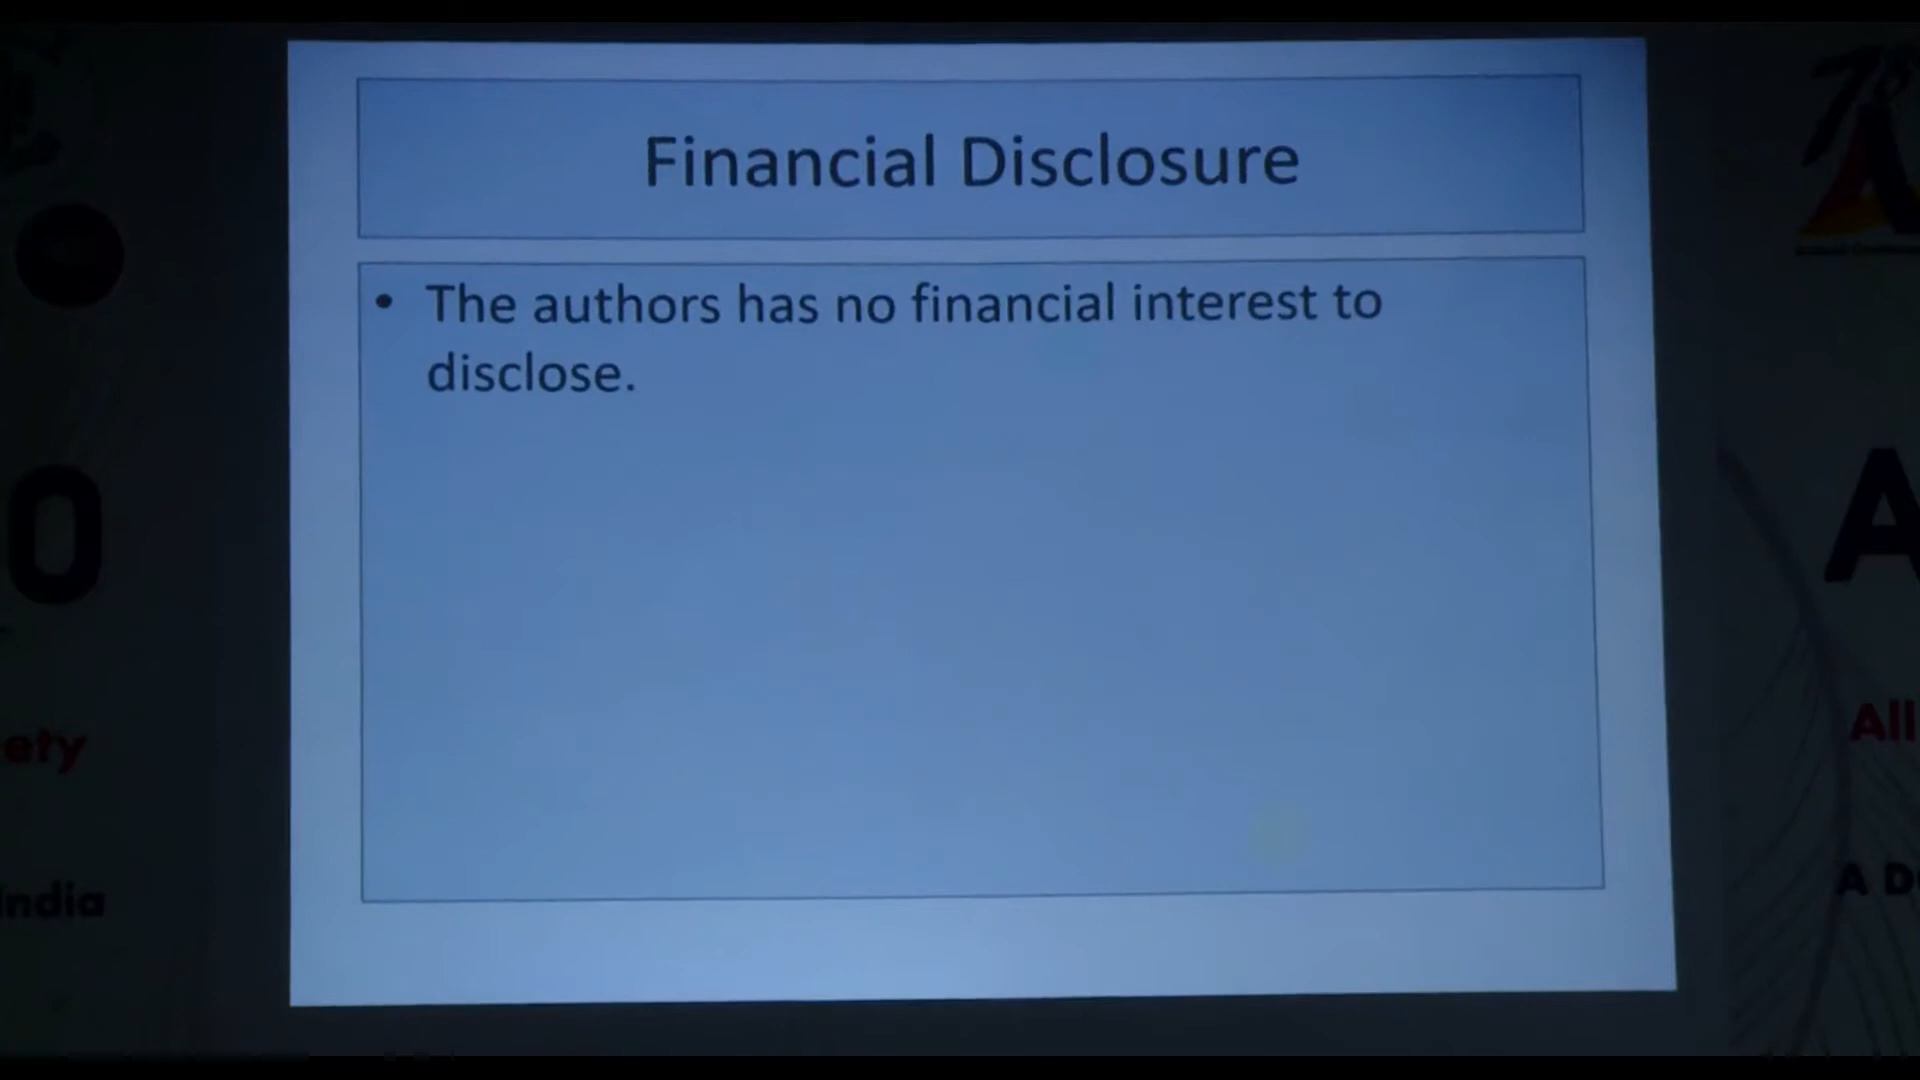 Financial Disclosure
• The authors has no financial interest to
disclose.
O
ety
India
A
All
A D